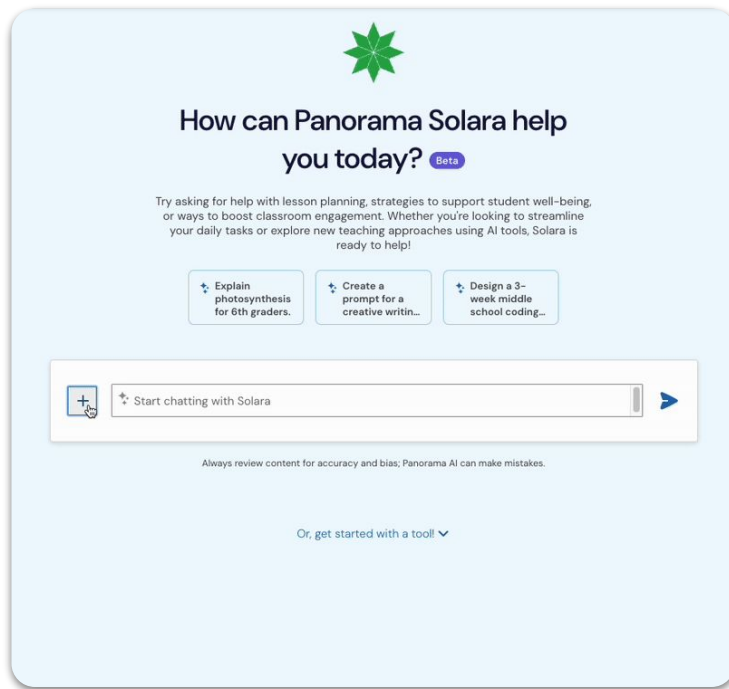 How can Panorama Solara help
you today? Beta
Try asking for help with lesson planning, strategies to support student well-being,
or ways to boost classroom engagement. Whether you're looking to streamline
your daily tasks or explore new teaching approaches using AI tools, Solara is
ready to help!
Explain
photosynthesis
for 6th graders.
Create a
prompt for a
creative writin...
Design a 3-
week middle
school coding...
Start chatting with Solara
Always review content for accuracy and bias; Panorama AI can make mistakes.
Or, get started with a tool!